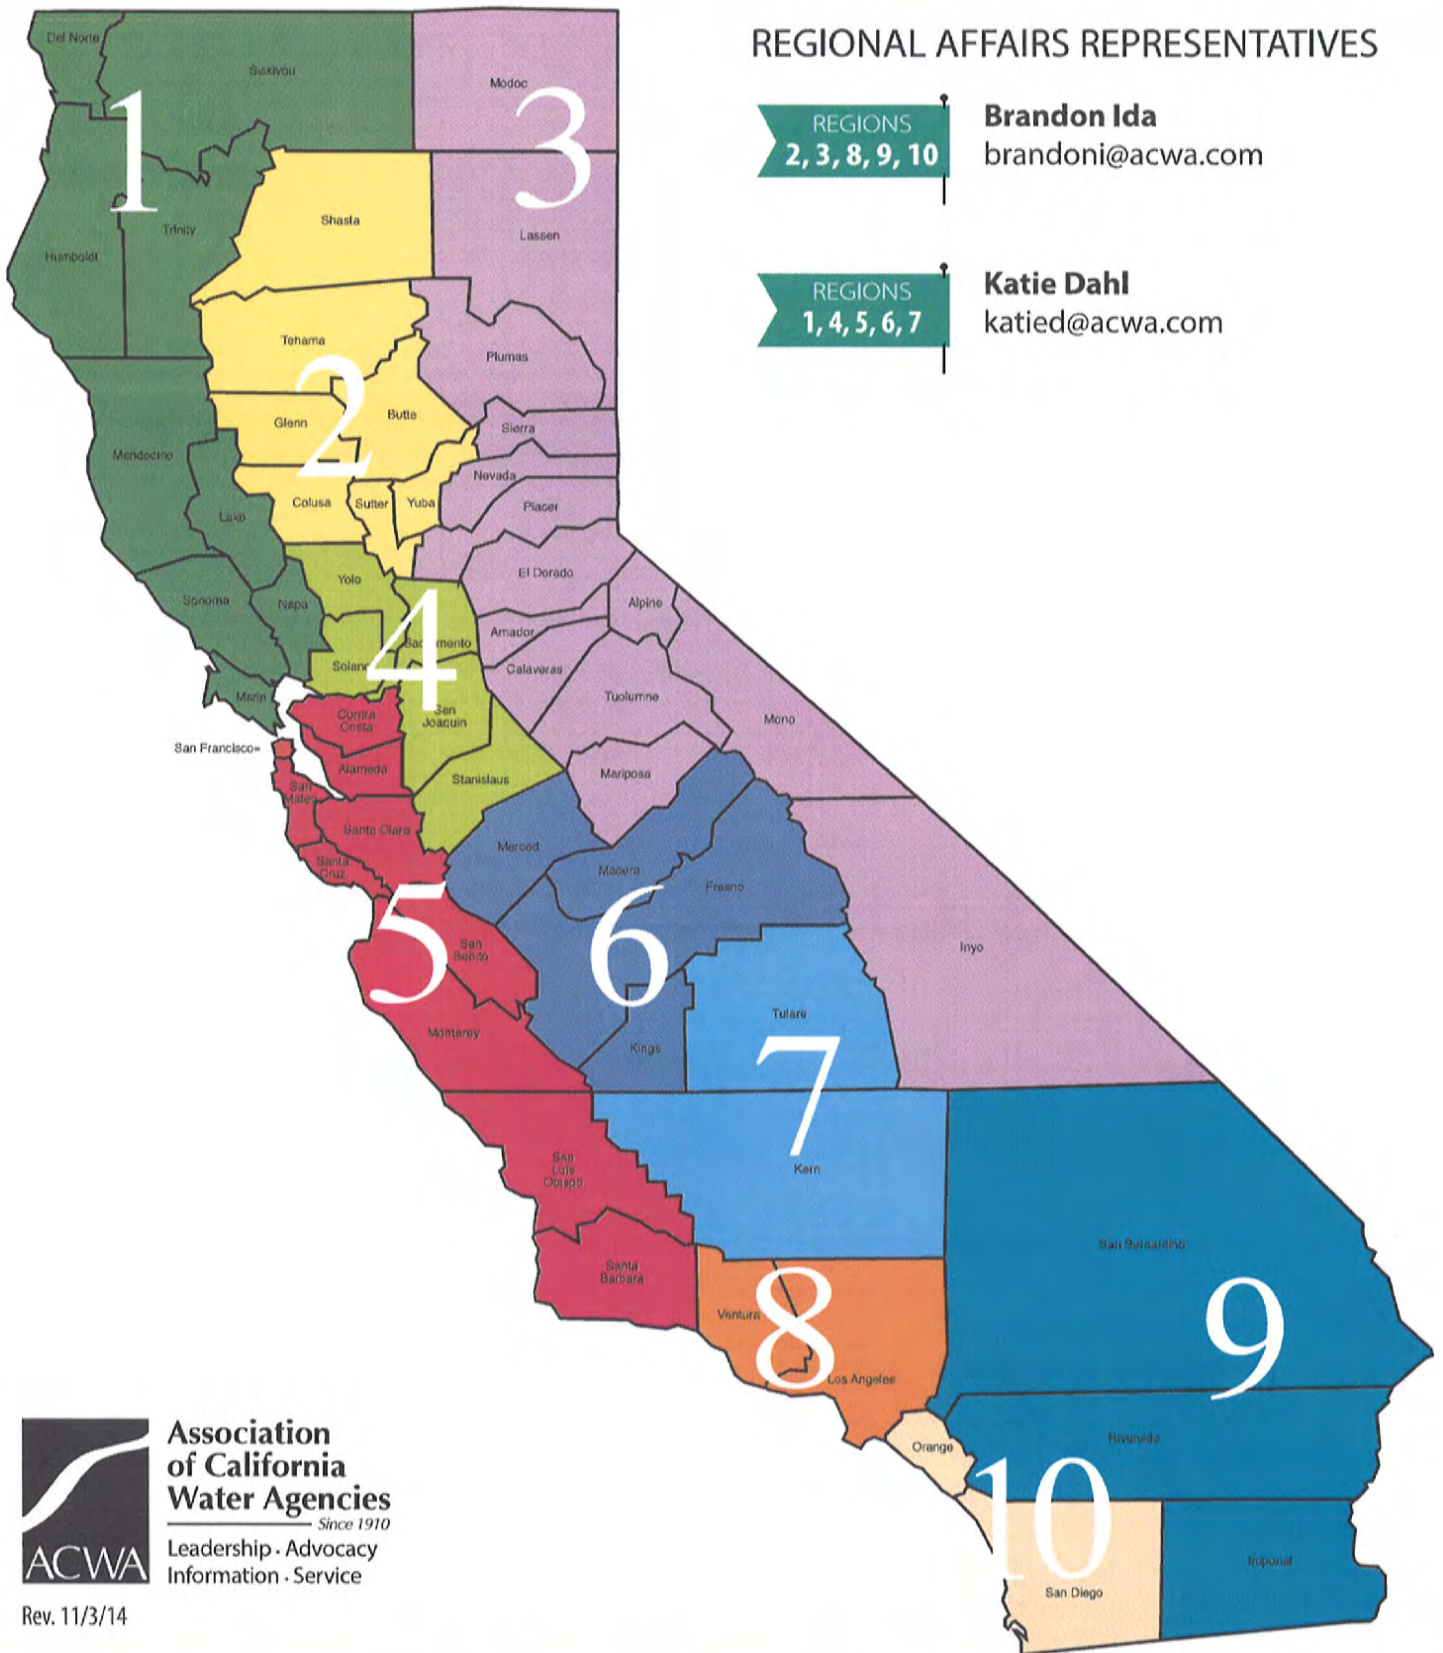 REGIONAL AFFAIRS REPRESENTATIVES
REGIONS
2, 3, 8, 9, 10
Brandon Ida
brandoni@acwa.com
REGIONS
1, 4, 5, 6, 7
Katie Dahl
katied@acwa.com
Del Norte
Siskiyou
Modoc
1
3
Shasta
Trinity
Lassen
Humboldt
Tehama
Plumas
2
Butte
Glenn
Sierra
Mendocino
Nevada
Colusa
Sutter
Yuba
Placer
Lake
El Dorado
Yolo
Sonoma
Napa
Alpine
4
Amador
Sacramento
Solano
Calaveras
Marin
Tuolumne
Contra
Costa
San
Joaquin
Mono
San Francisco
Alameda
Mariposa
Stanislaus
San
Mateo
Santa Clara
Merced
Santa
Cruz
Madera
Fresno
5
6
San
Benito
Inyo
Tulare
Monterey
Kings
7
Kern
San
Luis
Obispo
San Bernardino
Santa
Barbara
8
9
Ventura
Los Angeles
Orange
Riverside
10
Imperial
San Diego
ACWA
Association
of California
Water Agencies
Since 1910
Leadership · Advocacy
Information · Service
Rev. 11/3/14